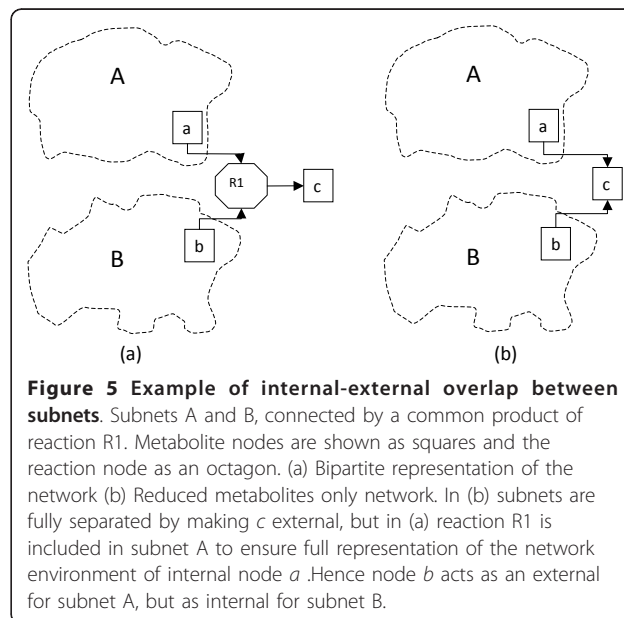 A
A
a
a
R1
c
c
b
b
B
B
(a)
(b)
Figure 5 Example of internal-external overlap between
subnets. Subnets A and B, connected by a common product of
reaction R1. Metabolite nodes are shown as squares and the
reaction node as an octagon. (a) Bipartite representation of the
network (b) Reduced metabolites only network. In (b) subnets are
fully separated by making c external, but in (a) reaction R1 is
included in subnet A to ensure full representation of the network
environment of internal node a .Hence node b acts as an external
for subnet A, but as internal for subnet B.